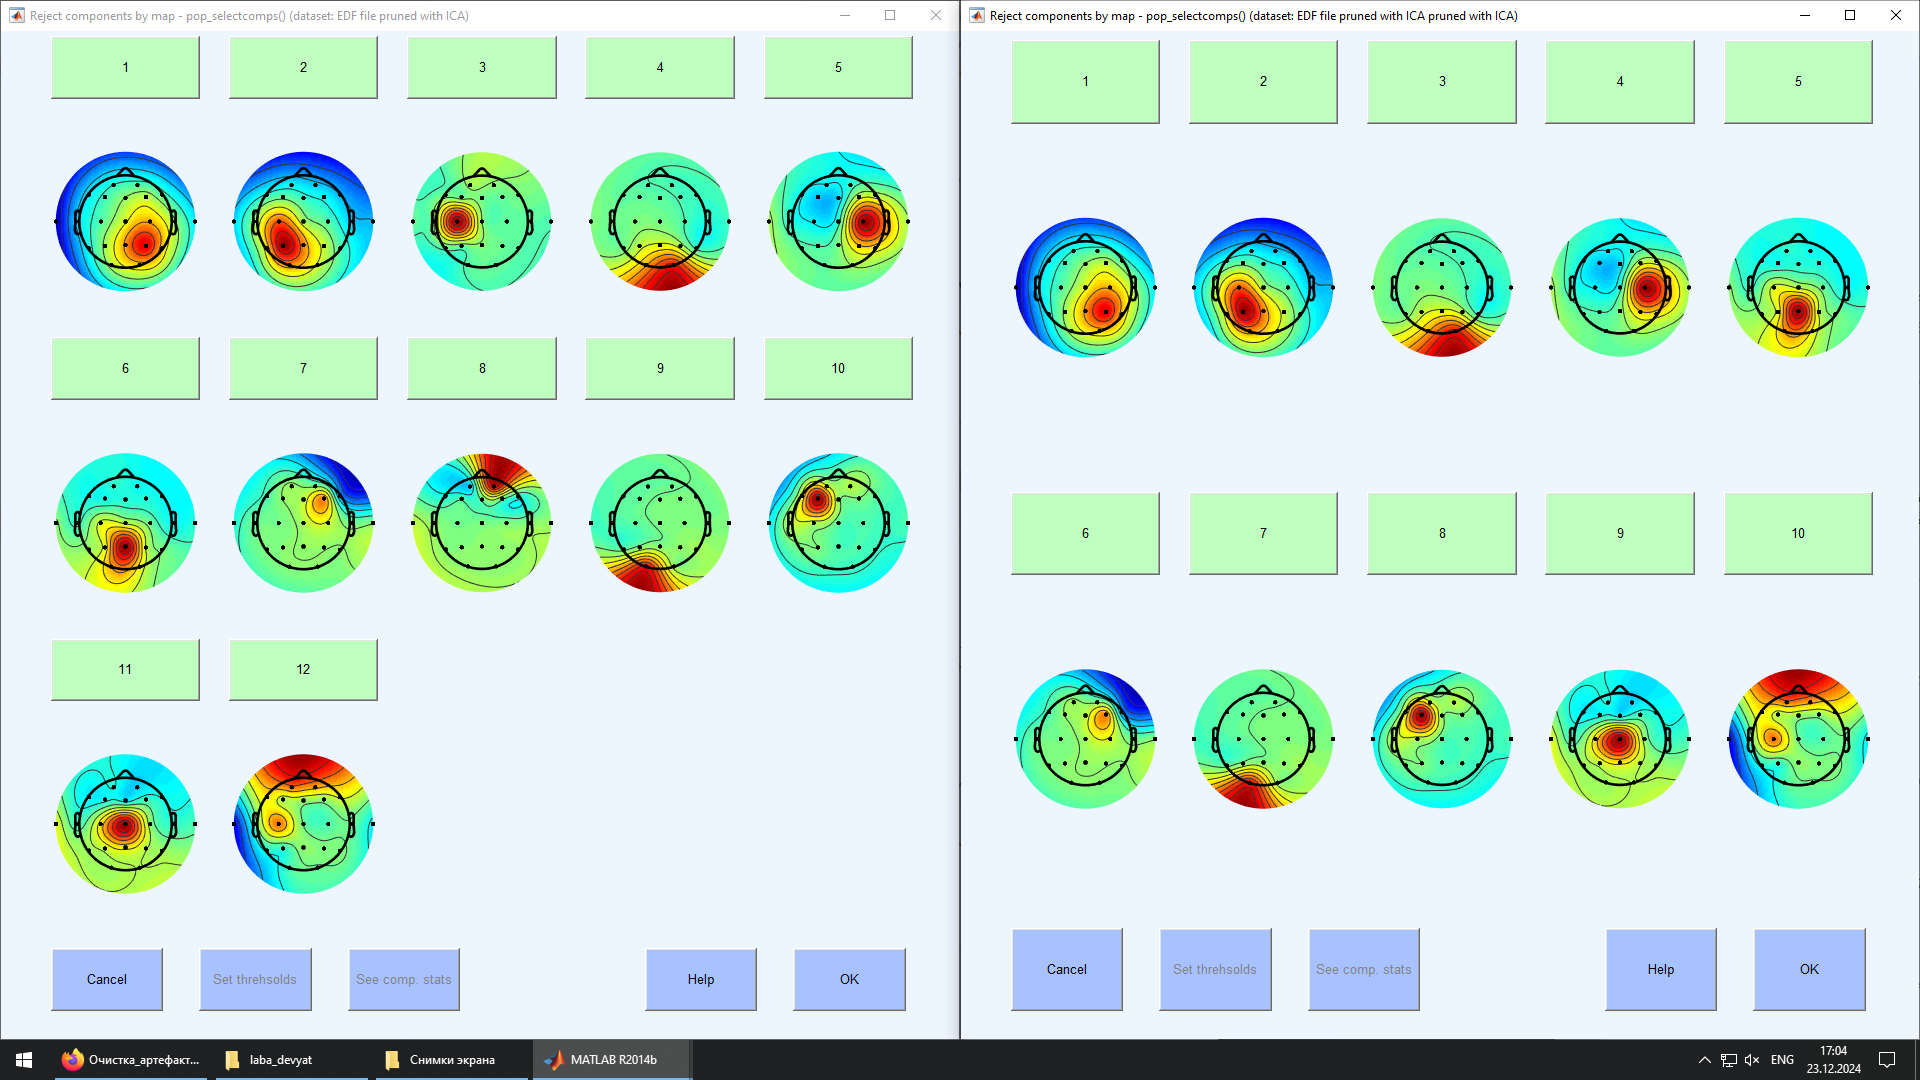 Reject components by map - pop_selectcomps() (dataset: EDF file pruned with ICA)
1 2 3 4 5
6 7 8 9 10
11 12
Cancel Set threhsolds See comp. stats Help OK
Reject components by map - pop_selectcomps() (dataset: EDF file pruned with ICA pruned with ICA)
1 2 3 4 5
6 7 8 9 10
Cancel Set threhsolds See comp. stats Help OK
Очистка_артефакт... laba_devyat Снимки экрана MATLAB R2014b ENG 17:04
23.12.2024